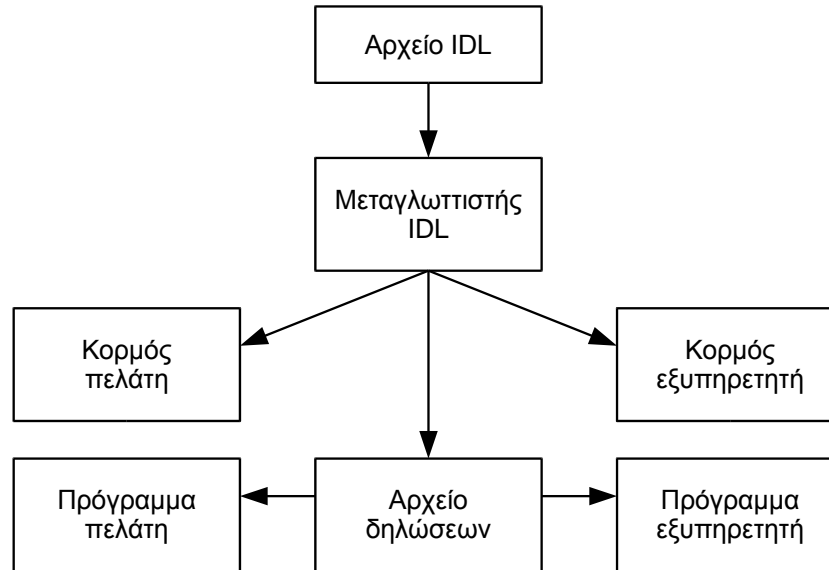 Αρχείο IDL
Μεταγλωττιστής
IDL
Κορμός
πελάτη
Κορμός
εξυπηρετητή
Πρόγραμμα
πελάτη
Αρχείο
δηλώσεων
Πρόγραμμα
εξυπηρετητή